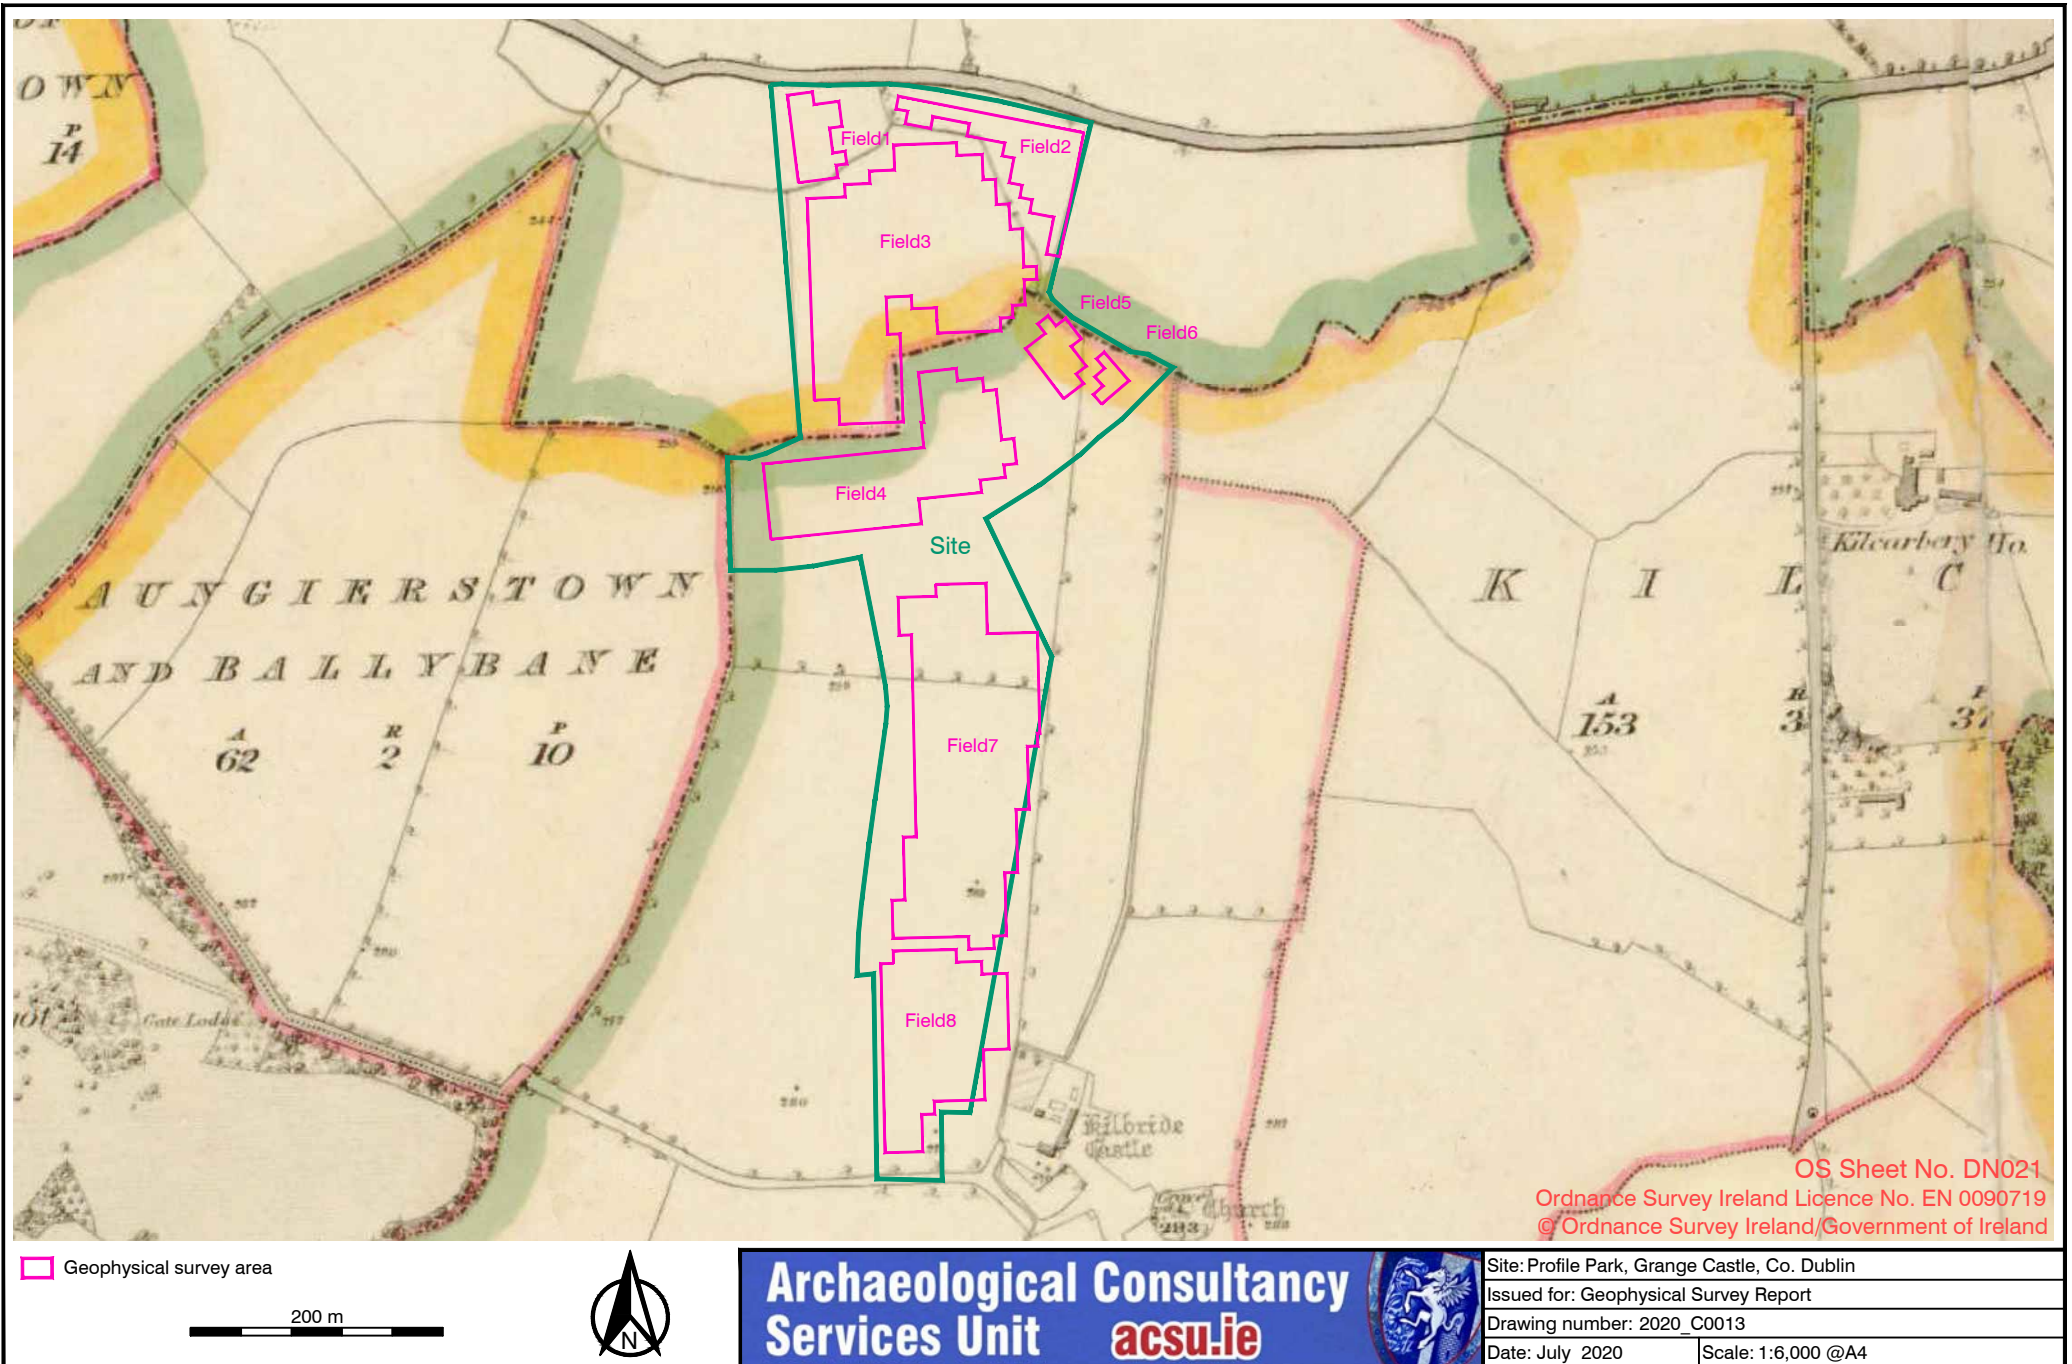 OWN
P
14
Field1
Field2
Field3
Field5
Field6
Field4
Site
Kilcarbery Ho.
AUNGIERSTOWN
AND BALLYBANE
A R P
62 2 10
K I L C
A R P
153 3 37
Field7
Field8
Gate Lodge
280
Kilbride
Castle
Church
283
OS Sheet No. DN021
Ordnance Survey Ireland Licence No. EN 0090719
© Ordnance Survey Ireland/Government of Ireland
Geophysical survey area
200 m
N
Archaeological Consultancy
Services Unit acsu.ie
Site: Profile Park, Grange Castle, Co. Dublin
Issued for: Geophysical Survey Report
Drawing number: 2020_C0013
Date: July 2020
Scale: 1:6,000 @A4